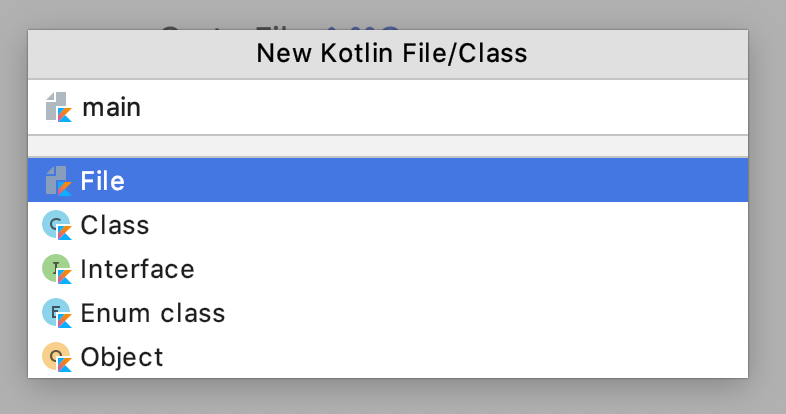 New Kotlin File/Class
main
File
Class
Interface
Enum class
Object